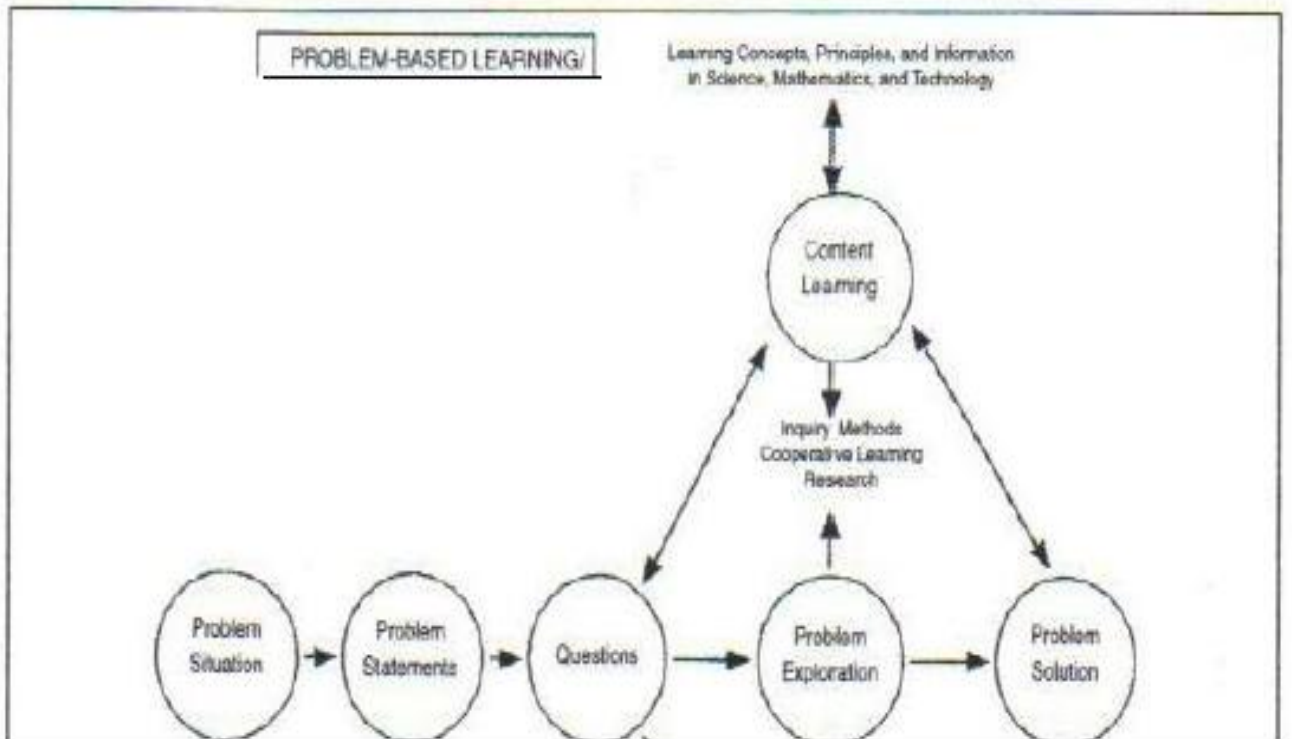 PROBLEM-BASED LEARNING/
Learning Concepts, Principles, and Information
in Science, Mathematics, and Technology
Content
Learning
Inquiry Methods
Cooperative Learning
Research
Problem
Situation
Problem
Statements
Questions
Problem
Exploration
Problem
Solution